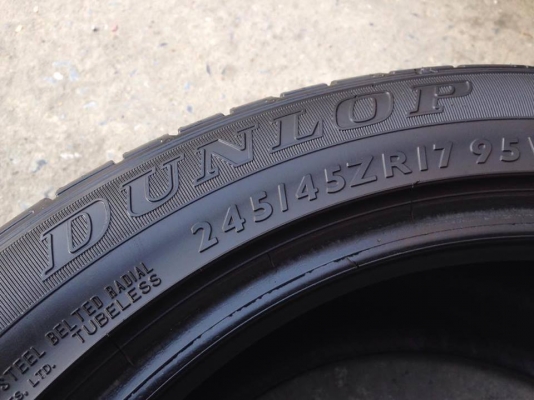 DUNLOP
245/45ZR17 95
STEEL BELTED RADIAL
TUBELESS
LTD.